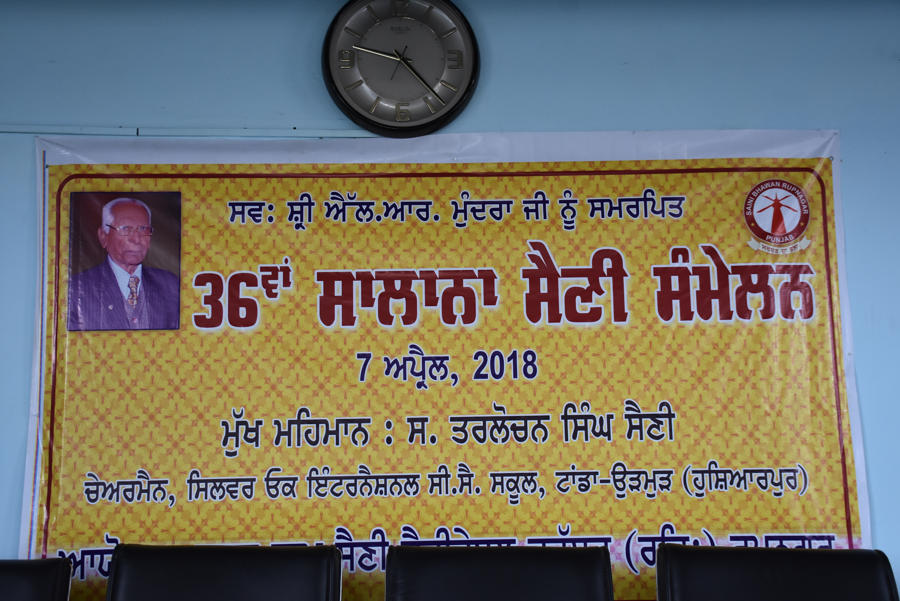 ਸਵ: ਸ਼੍ਰੀ ਐੱਲ.ਆਰ. ਮੁੰਦਰਾ ਜੀ ਨੂੰ ਸਮਰਪਿਤ
SAINI BHAWAN RUPNAGAR
PUNJAB
36ਵਾਂ ਸਾਲਾਨਾ ਸੈਣੀ ਸੰਮੇਲਨ
7 ਅਪ੍ਰੈਲ, 2018
ਮੁੱਖ ਮਹਿਮਾਨ : ਸ. ਤਰਲੋਚਨ ਸਿੰਘ ਸੈਣੀ
ਚੇਅਰਮੈਨ, ਸਿਲਵਰ ਓਕ ਇੰਟਰਨੈਸ਼ਨਲ ਸੀ.ਸੈ. ਸਕੂਲ, ਟਾਂਡਾ-ਉੜਮੁੜ (ਹੁਸ਼ਿਆਰਪੁਰ)
ਸੈਣੀ (ਰਜਿ:)